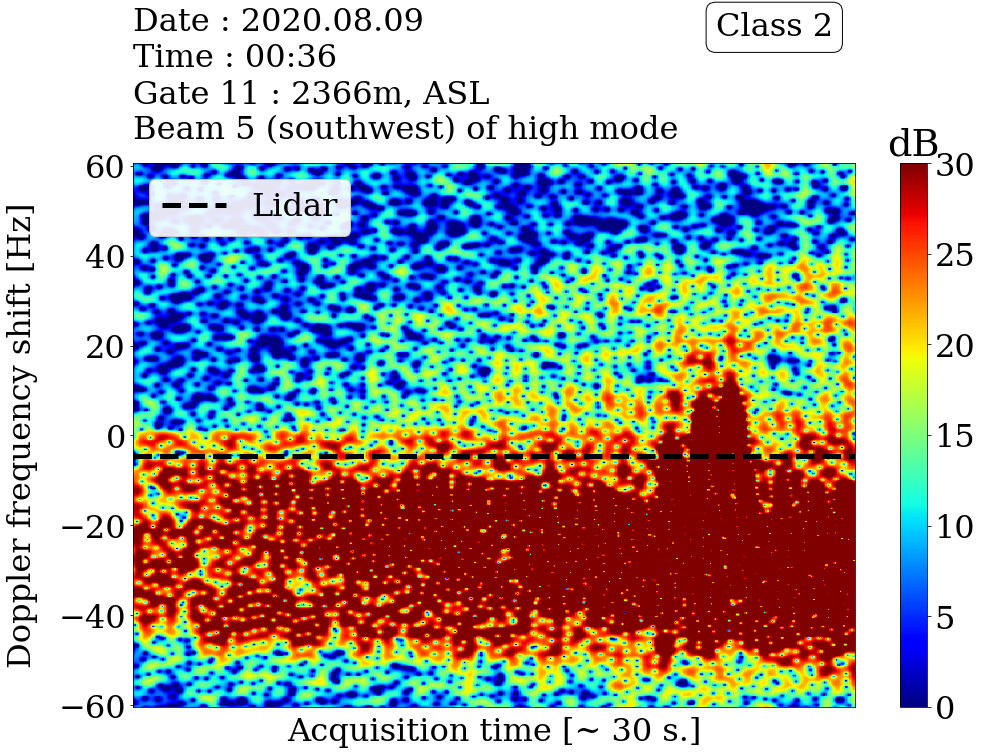 Date : 2020.08.09
Time : 00:36
Gate 11 : 2366m, ASL
Beam 5 (southwest) of high mode
Class 2
dB
Lidar
Doppler frequency shift [Hz]
60
40
20
0
−20
−40
−60
30
25
20
15
10
5
0
Acquisition time [~ 30 s.]